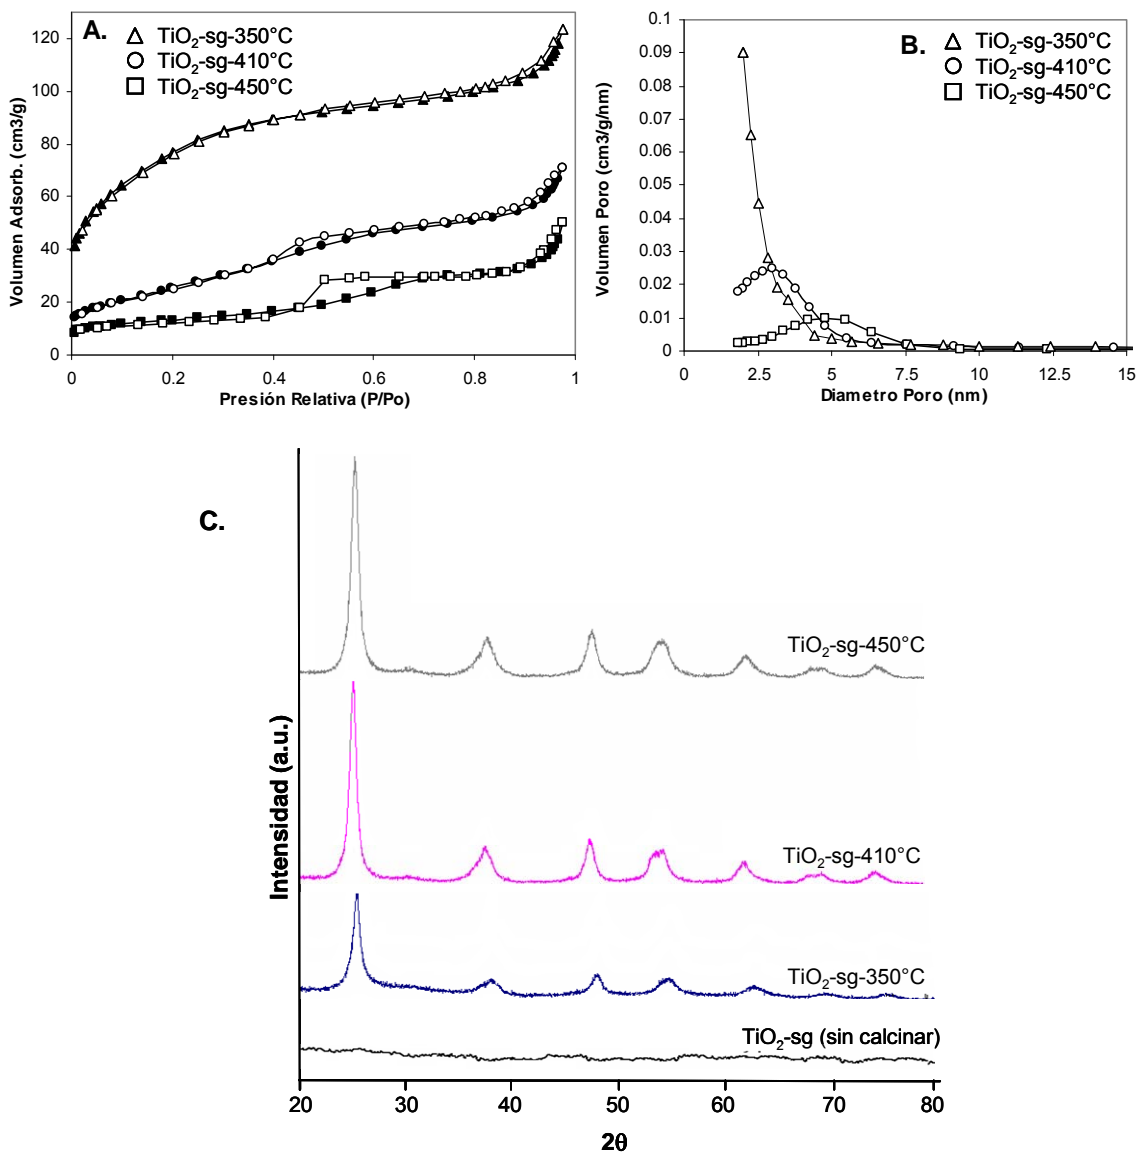 A.
TiO2-sg-350°C
TiO2-sg-410°C
TiO2-sg-450°C
120
100
80
60
40
20
0
Volumen Adsorb. (cm3/g)
0 0.2 0.4 0.6 0.8 1
Presión Relativa (P/Po)
B.
TiO2-sg-350°C
TiO2-sg-410°C
TiO2-sg-450°C
0.1
0.09
0.08
0.07
0.06
0.05
0.04
0.03
0.02
0.01
0
Volumen Poro (cm3/g/nm)
0 2.5 5 7.5 10 12.5 15
Diametro Poro (nm)
C.
TiO2-sg-450°C
TiO2-sg-410°C
TiO2-sg-350°C
TiO2-sg (sin calcinar)
Intensidad (a.u.)
20 30 40 50 60 70 80
2θ